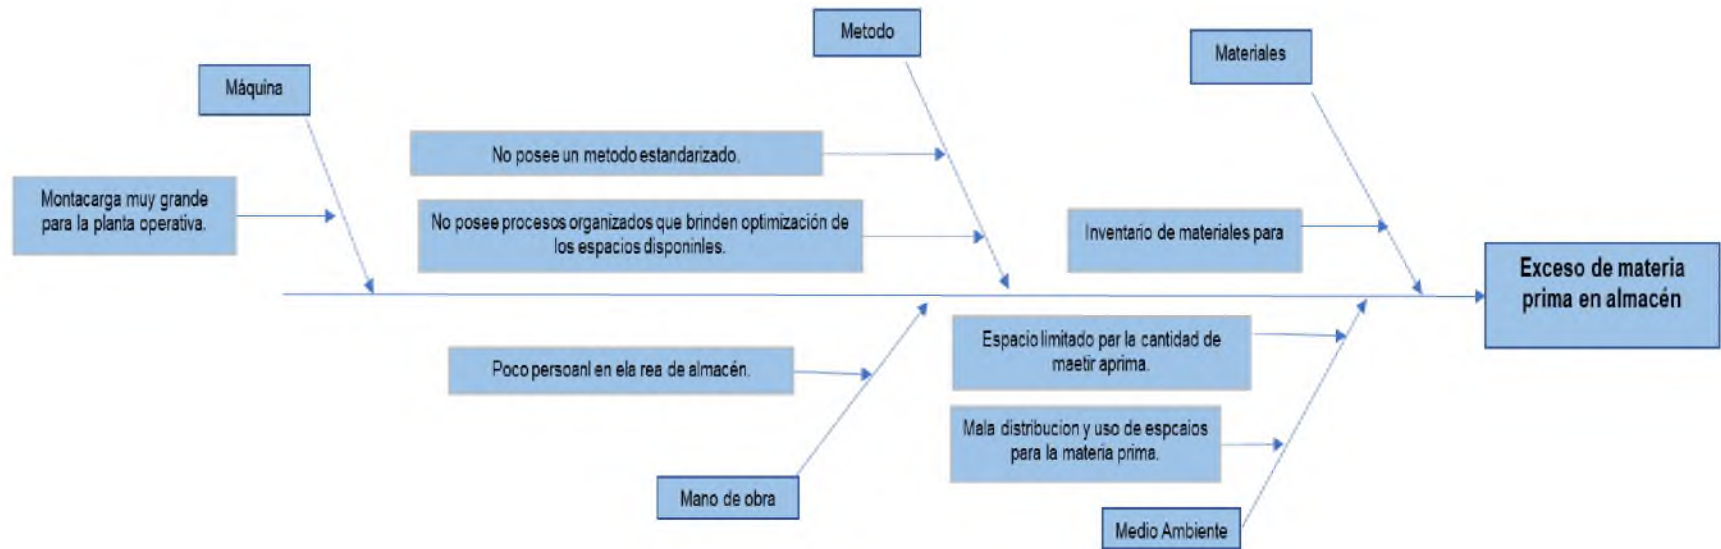 Metodo
Materiales
Máquina
No posee un metodo estandarizado.
Montacarga muy grande
para la planta operativa.
No posee procesos organizados que brinden optimización de
los espacios disponinles.
Inventario de materiales para
Exceso de materia
prima en almacén
Espacio limitado par la cantidad de
maetir aprima.
Poco persoanl en ela rea de almacén.
Mala distribucion y uso de espcaios
para la materia prima.
Mano de obra
Medio Ambiente